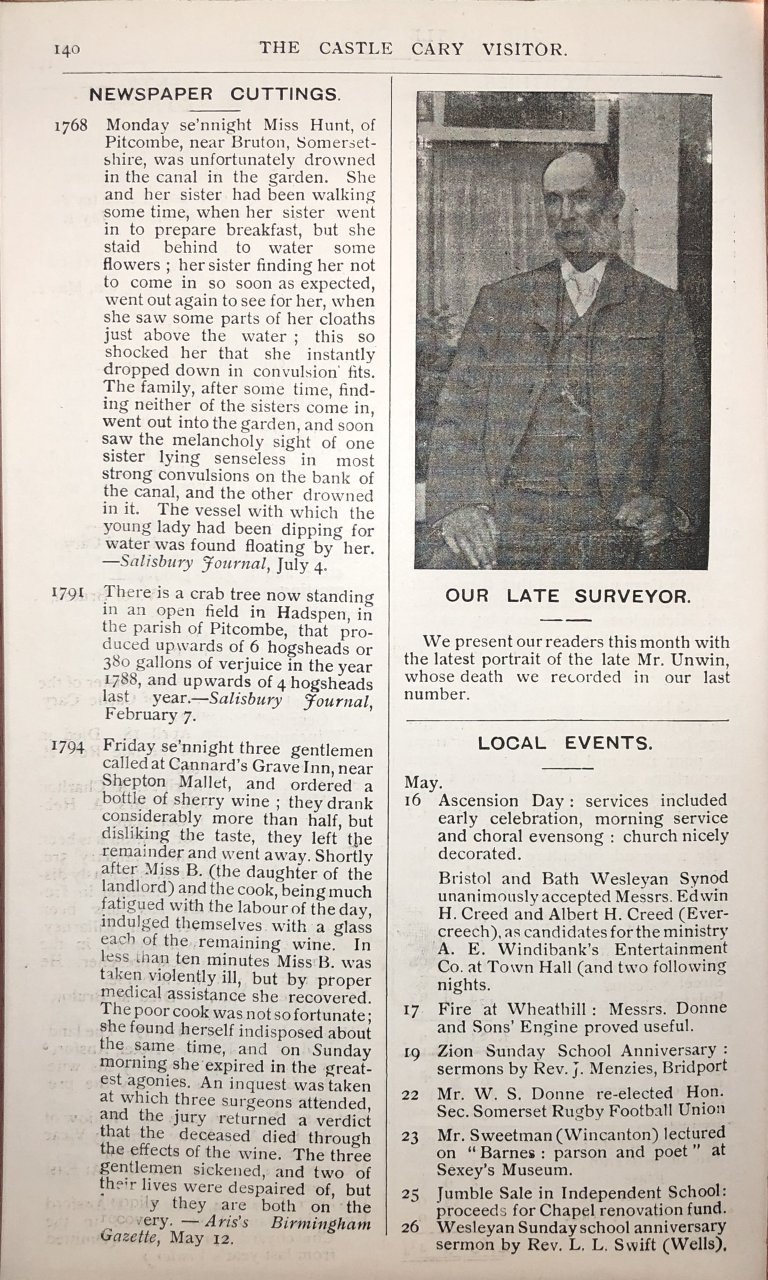 140
THE CASTLE CARY VISITOR.
NEWSPAPER CUTTINGS.
1768 Monday se'nnight Miss Hunt, of
Pitcombe, near Bruton, Somerset-
shire, was unfortunately drowned
in the canal in the garden. She
and her sister had been walking
some time, when her sister went
in to prepare breakfast, but she
staid behind to water some
flowers ; her sister finding her not
to come in so soon as expected,
went out again to see for her, when
she saw some parts of her cloaths
just above the water ; this so
shocked her that she instantly
dropped down in convulsion fits.
The family, after some time, find-
ing neither of the sisters come in,
went out into the garden, and soon
saw the melancholy sight of one
sister lying senseless in most
strong convulsions on the bank of
the canal, and the other drowned
in it. The vessel with which the
young lady had been dipping for
water was found floating by her.
—Salisbury Journal, July 4.
1791 There is a crab tree now standing
in an open field in Hadspen, in
the parish of Pitcombe, that pro-
duced upwards of 6 hogsheads or
380 gallons of verjuice in the year
1788, and upwards of 4 hogsheads
last year.—Salisbury Journal,
February 7.
1794 Friday se'nnight three gentlemen
called at Cannard's Grave Inn, near
Shepton Mallet, and ordered a
bottle of sherry wine ; they drank
considerably more than half, but
disliking the taste, they left the
remainder and went away. Shortly
after Miss B. (the daughter of the
landlord) and the cook, being much
fatigued with the labour of the day,
indulged themselves with a glass
each of the remaining wine. In
less than ten minutes Miss B. was
taken violently ill, but by proper
medical assistance she recovered.
The poor cook was not so fortunate ;
she found herself indisposed about
the same time, and on Sunday
morning she expired in the great-
est agonies. An inquest was taken
at which three surgeons attended,
and the jury returned a verdict
that the deceased died through
the effects of the wine. The three
gentlemen sickened, and two of
their lives were despaired of, but
they are both on the
— Aris's Birmingham
Gazette, May 12.
OUR LATE SURVEYOR.
We present our readers this month with
the latest portrait of the late Mr. Unwin,
whose death we recorded in our last
number.
LOCAL EVENTS.
May.
16 Ascension Day : services included
early celebration, morning service
and choral evensong : church nicely
decorated.
Bristol and Bath Wesleyan Synod
unanimously accepted Messrs. Edwin
H. Creed and Albert H. Creed (Ever-
creech), as candidates for the ministry
A. E. Windibank's Entertainment
Co. at Town Hall (and two following
nights.
17 Fire at Wheathill : Messrs. Donne
and Sons' Engine proved useful.
19 Zion Sunday School Anniversary :
sermons by Rev. J. Menzies, Bridport
22 Mr. W. S. Donne re-elected Hon.
Sec. Somerset Rugby Football Union
23 Mr. Sweetman (Wincanton) lectured
on " Barnes : parson and poet " at
Sexey's Museum.
25 Jumble Sale in Independent School:
proceeds for Chapel renovation fund.
26 Wesleyan Sunday school anniversary
sermon by Rev. L. L. Swift (Wells),